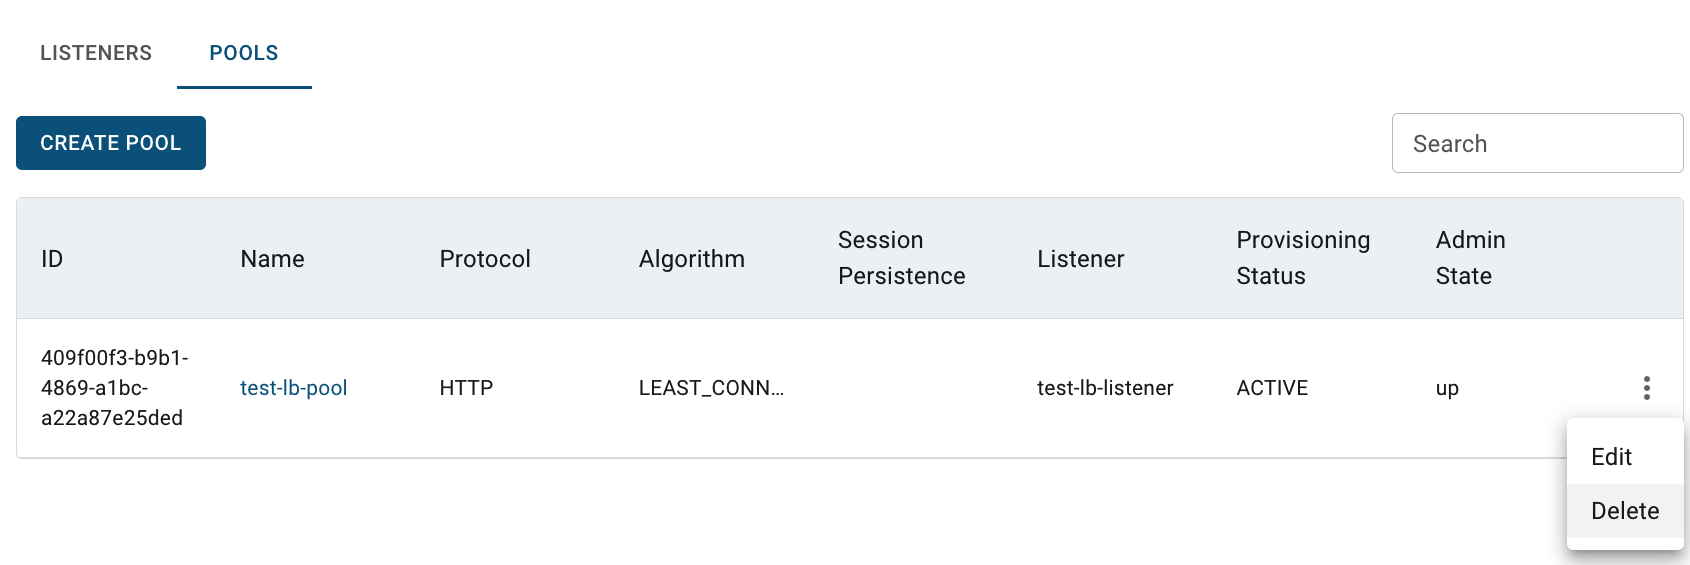 LISTENERS POOLS
CREATE POOL Search
ID Name Protocol Algorithm Session Persistence Listener Provisioning Status Admin State
409f00f3-b9b1-
4869-a1bc-
a22a87e25ded
test-lb-pool HTTP LEAST_CONN... test-lb-listener ACTIVE up
Edit
Delete